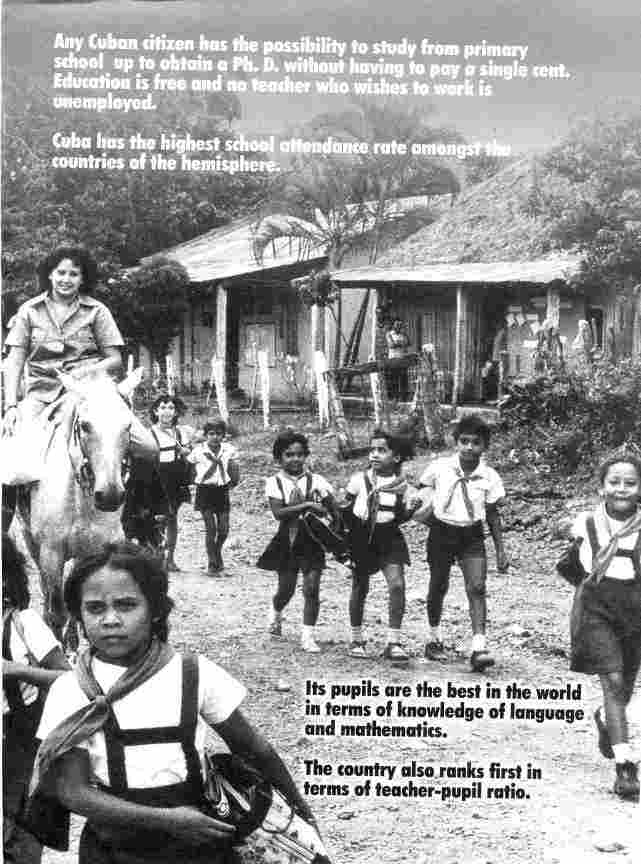 Any Cuban citizen has the possibility to study from primary
school up to obtain a Ph. D. without having to pay a single cent.
Education is free and no teacher who wishes to work is
unemployed.
Cuba has the highest school attendance rate amongst the
countries of the hemisphere.
Its pupils are the best in the world
in terms of knowledge of language
and mathematics.
The country also ranks first in
terms of teacher-pupil ratio.